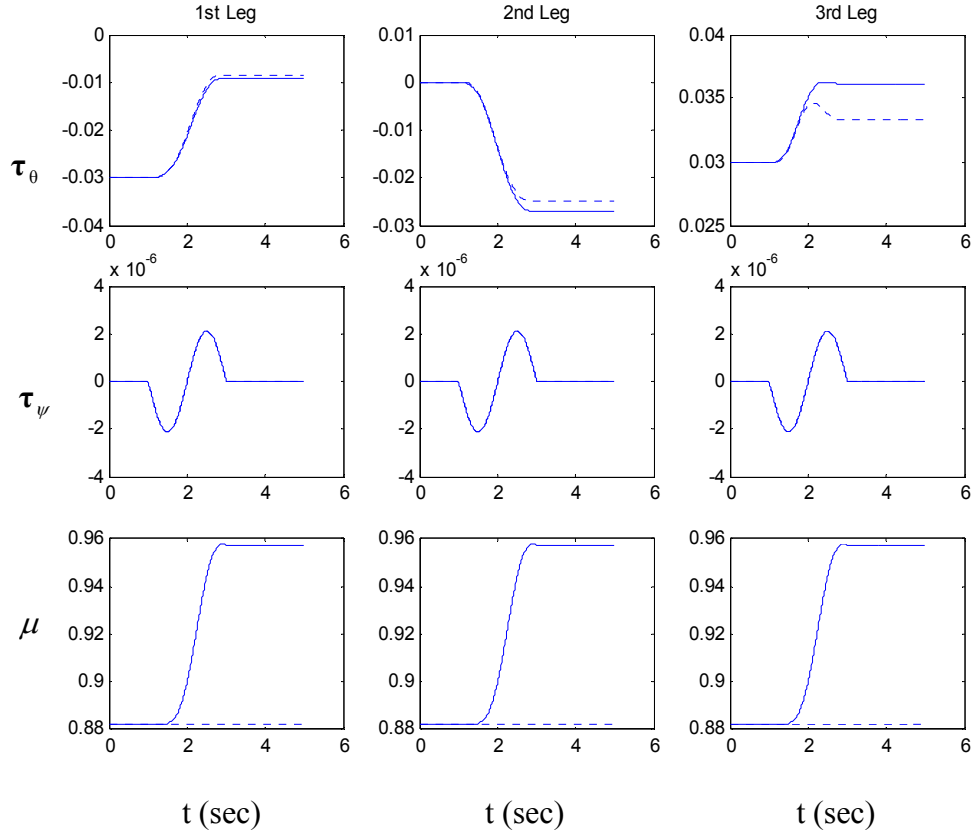 1st Leg 2nd Leg 3rd Leg
0 0.01 0.04
-0.01 0 0.035
-0.02 -0.01 0.03
-0.03 -0.02 0.025
-0.04 -0.03
τθ
0 2 4 6 0 2 4 6 0 2 4 6
x 10-6 x 10-6 x 10-6
4 4 4
2 2 2
0 0 0
-2 -2 -2
-4 -4 -4
τψ
0 2 4 6 0 2 4 6 0 2 4 6
0.96 0.96 0.96
0.94 0.94 0.94
0.92 0.92 0.92
0.9 0.9 0.9
0.88 0.88 0.88
μ
0 2 4 6 0 2 4 6 0 2 4 6
t (sec) t (sec) t (sec)